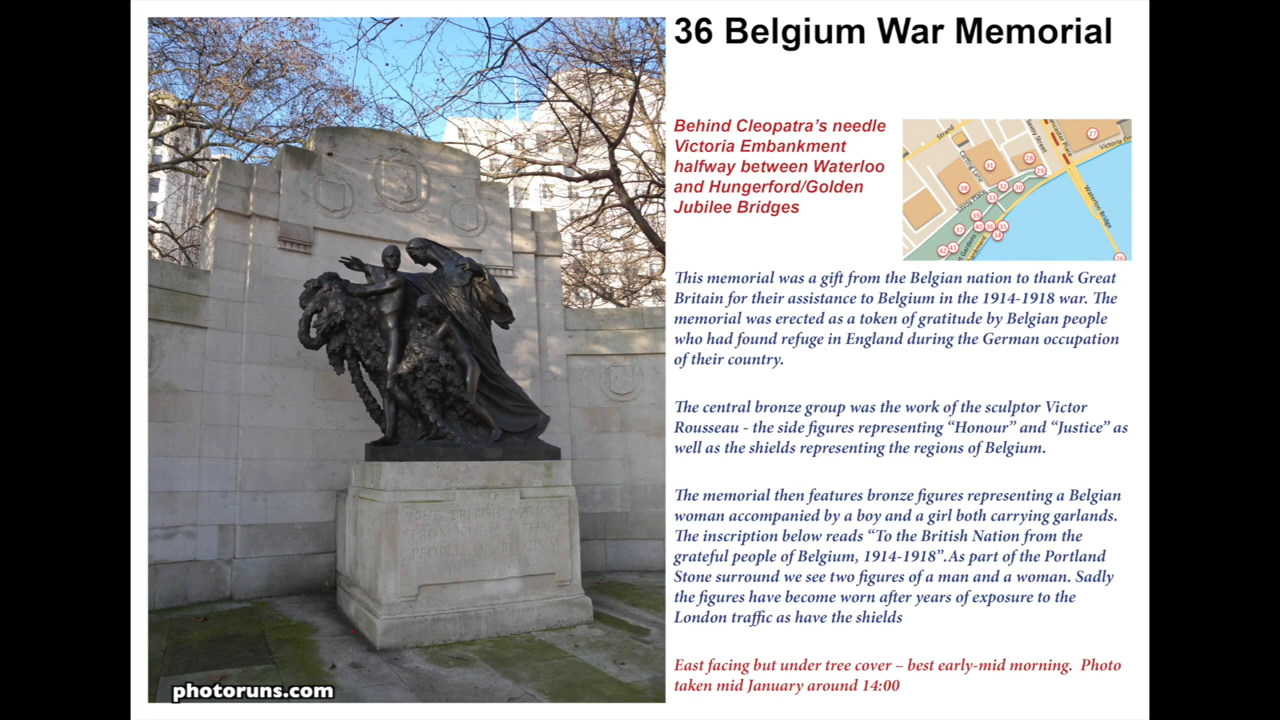 36 Belgium War Memorial
Behind Cleopatra's needle
Victoria Embankment
halfway between Waterloo
and Hungerford/Golden
Jubilee Bridges
Strand
Savoy Street
Waterloo Bridge
This memorial was a gift from the Belgian nation to thank Great
Britain for their assistance to Belgium in the 1914-1918 war. The
memorial was erected as a token of gratitude by Belgian people
who had found refuge in England during the German occupation
of their country.
The central bronze group was the work of the sculptor Victor
Rousseau - the side figures representing “Honour” and “Justice” as
well as the shields representing the regions of Belgium.
The memorial then features bronze figures representing a Belgian
woman accompanied by a boy and a girl both carrying garlands.
The inscription below reads “To the British Nation from the
grateful people of Belgium, 1914-1918”.As part of the Portland
Stone surround we see two figures of a man and a woman. Sadly
the figures have become worn after years of exposure to the
London traffic as have the shields
East facing but under tree cover – best early-mid morning. Photo
taken mid January around 14:00
photoruns.com